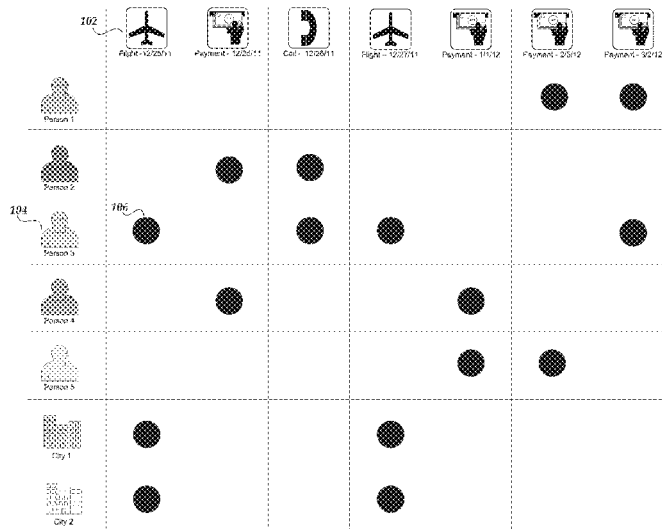 102
Flight - 12/25/11 Payment - 12/25/11 Call - 12/26/11 Flight - 12/27/11 Payment - 1/1/12 Payment - 2/5/12 Payment - 3/2/12
Person 1
Person 2
104 106
Person 3
Person 4
Person 5
City 1
City 2